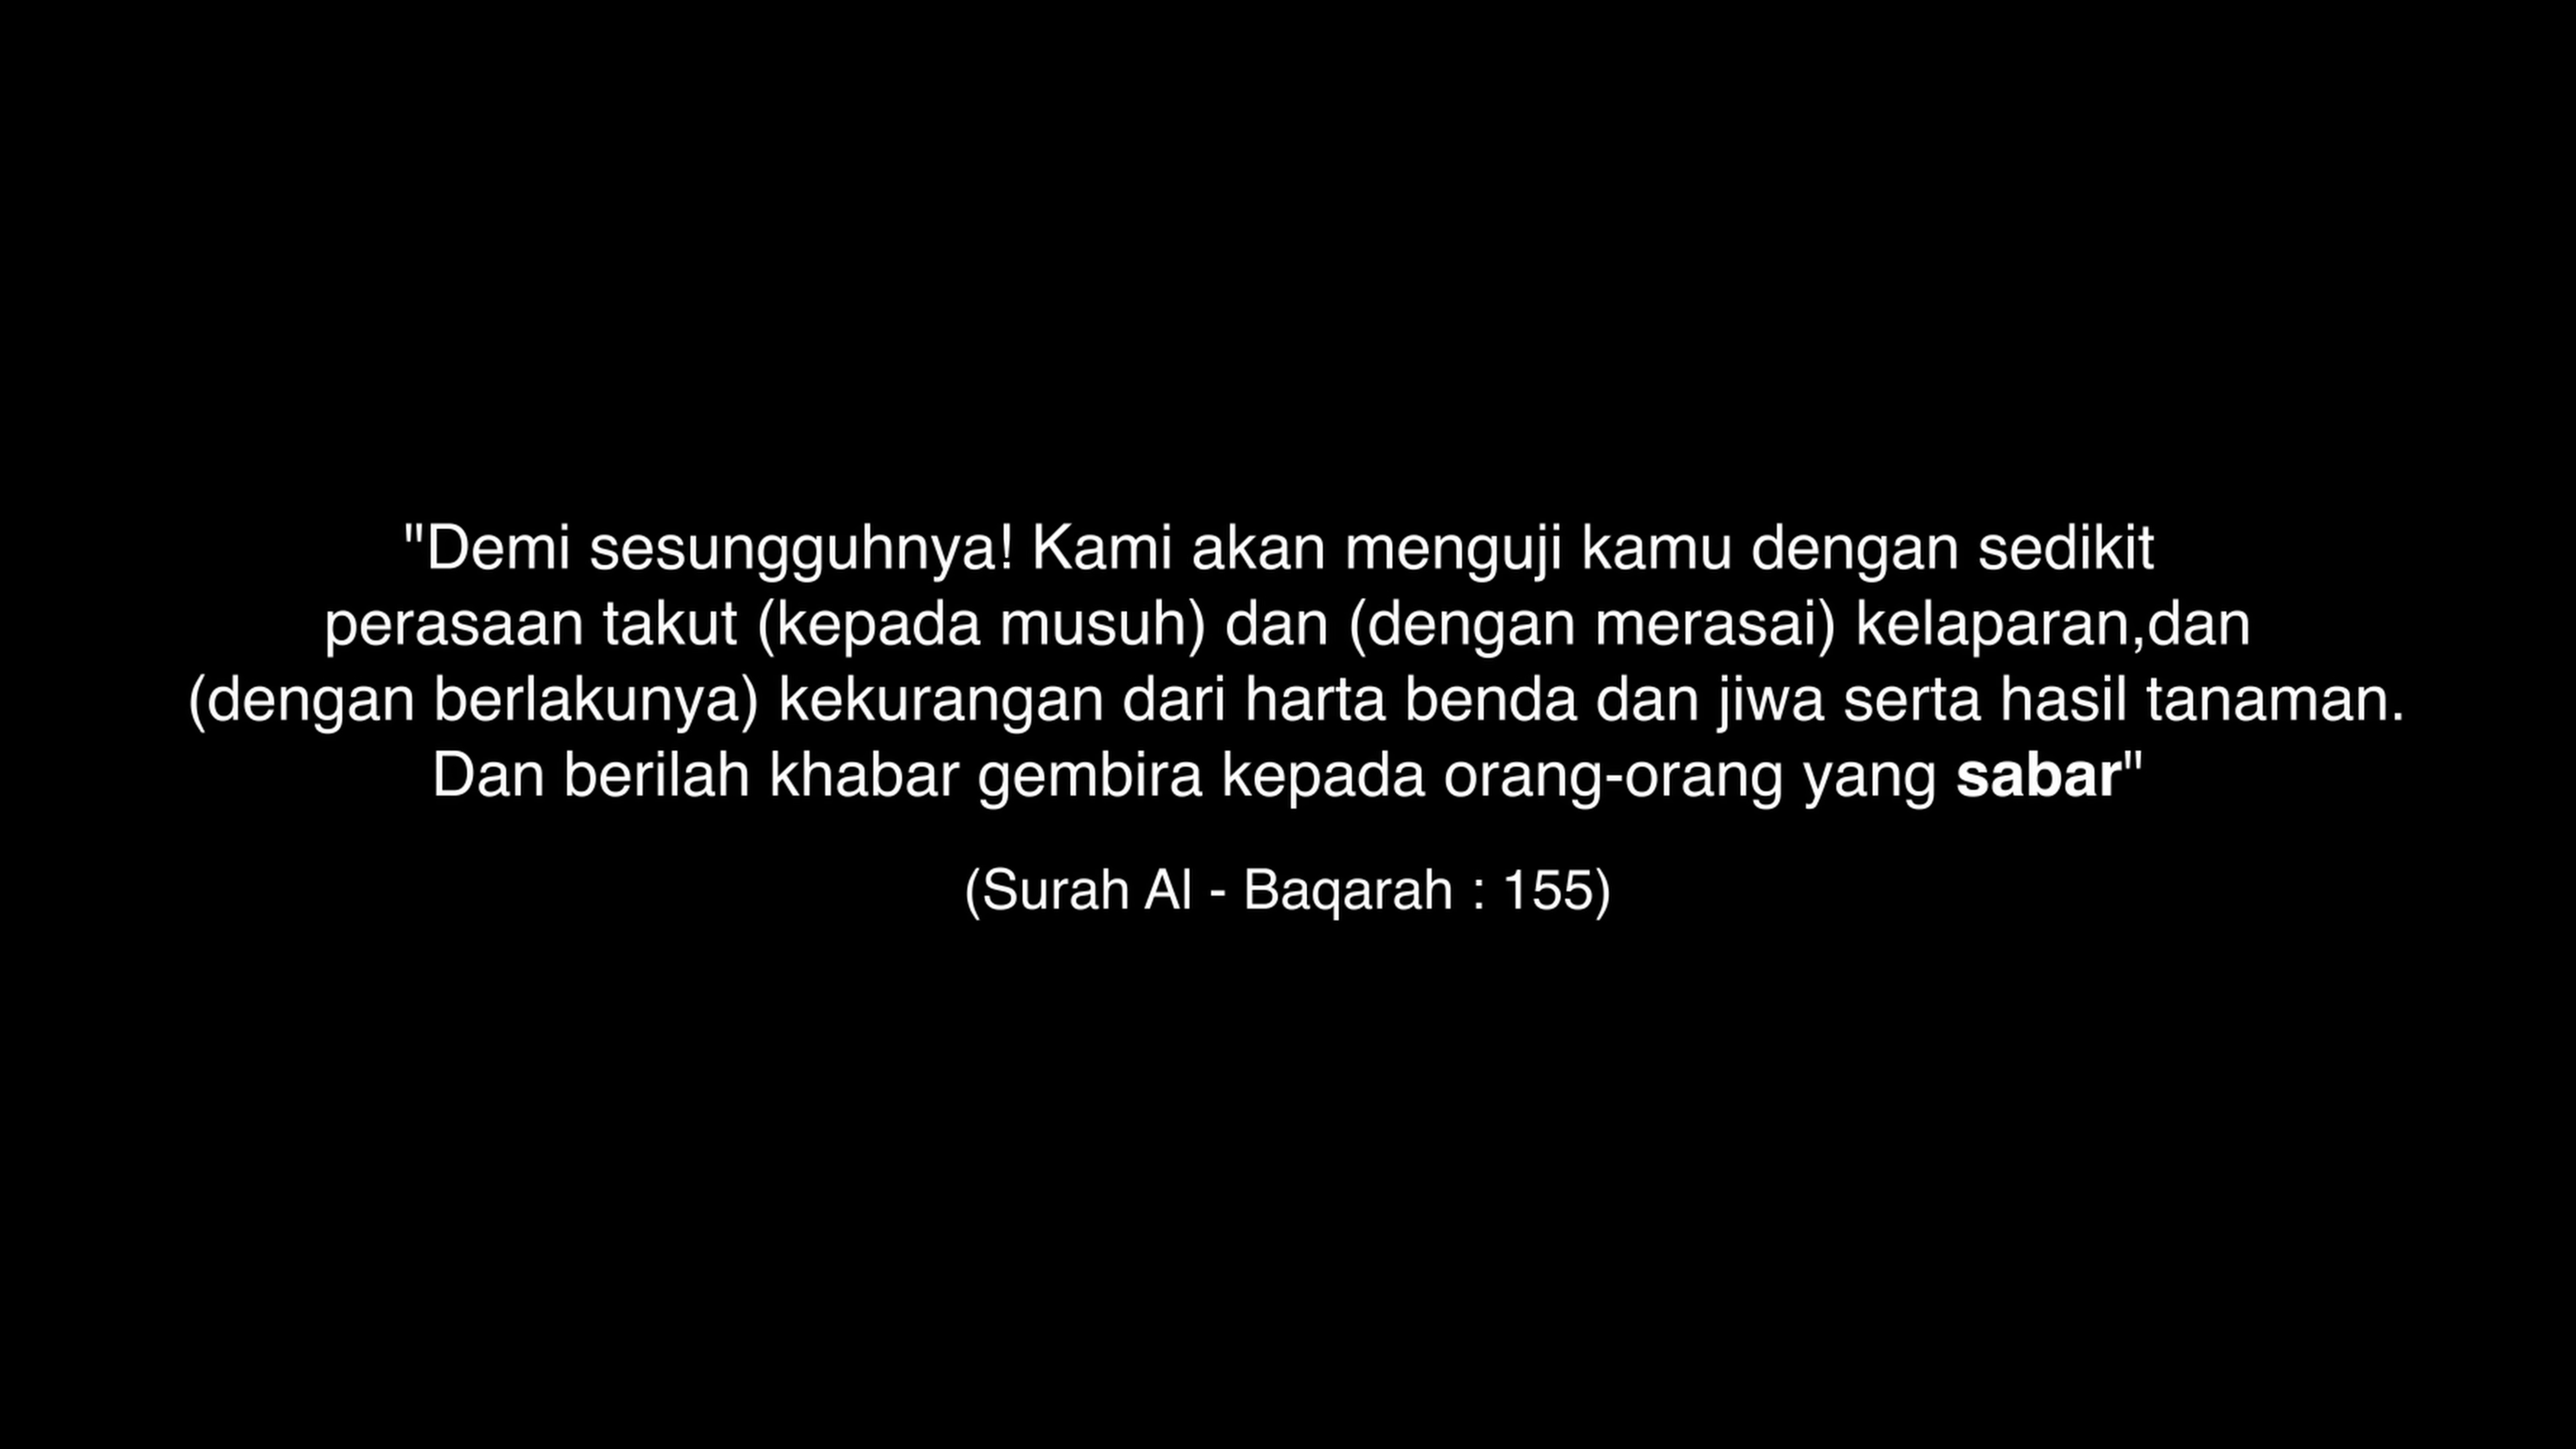 "Demi sesungguhnya! Kami akan menguji kamu dengan sedikit
perasaan takut (kepada musuh) dan (dengan merasai) kelaparan,dan
(dengan berlakunya) kekurangan dari harta benda dan jiwa serta hasil tanaman.
Dan berilah khabar gembira kepada orang-orang yang sabar"
(Surah Al - Baqarah : 155)